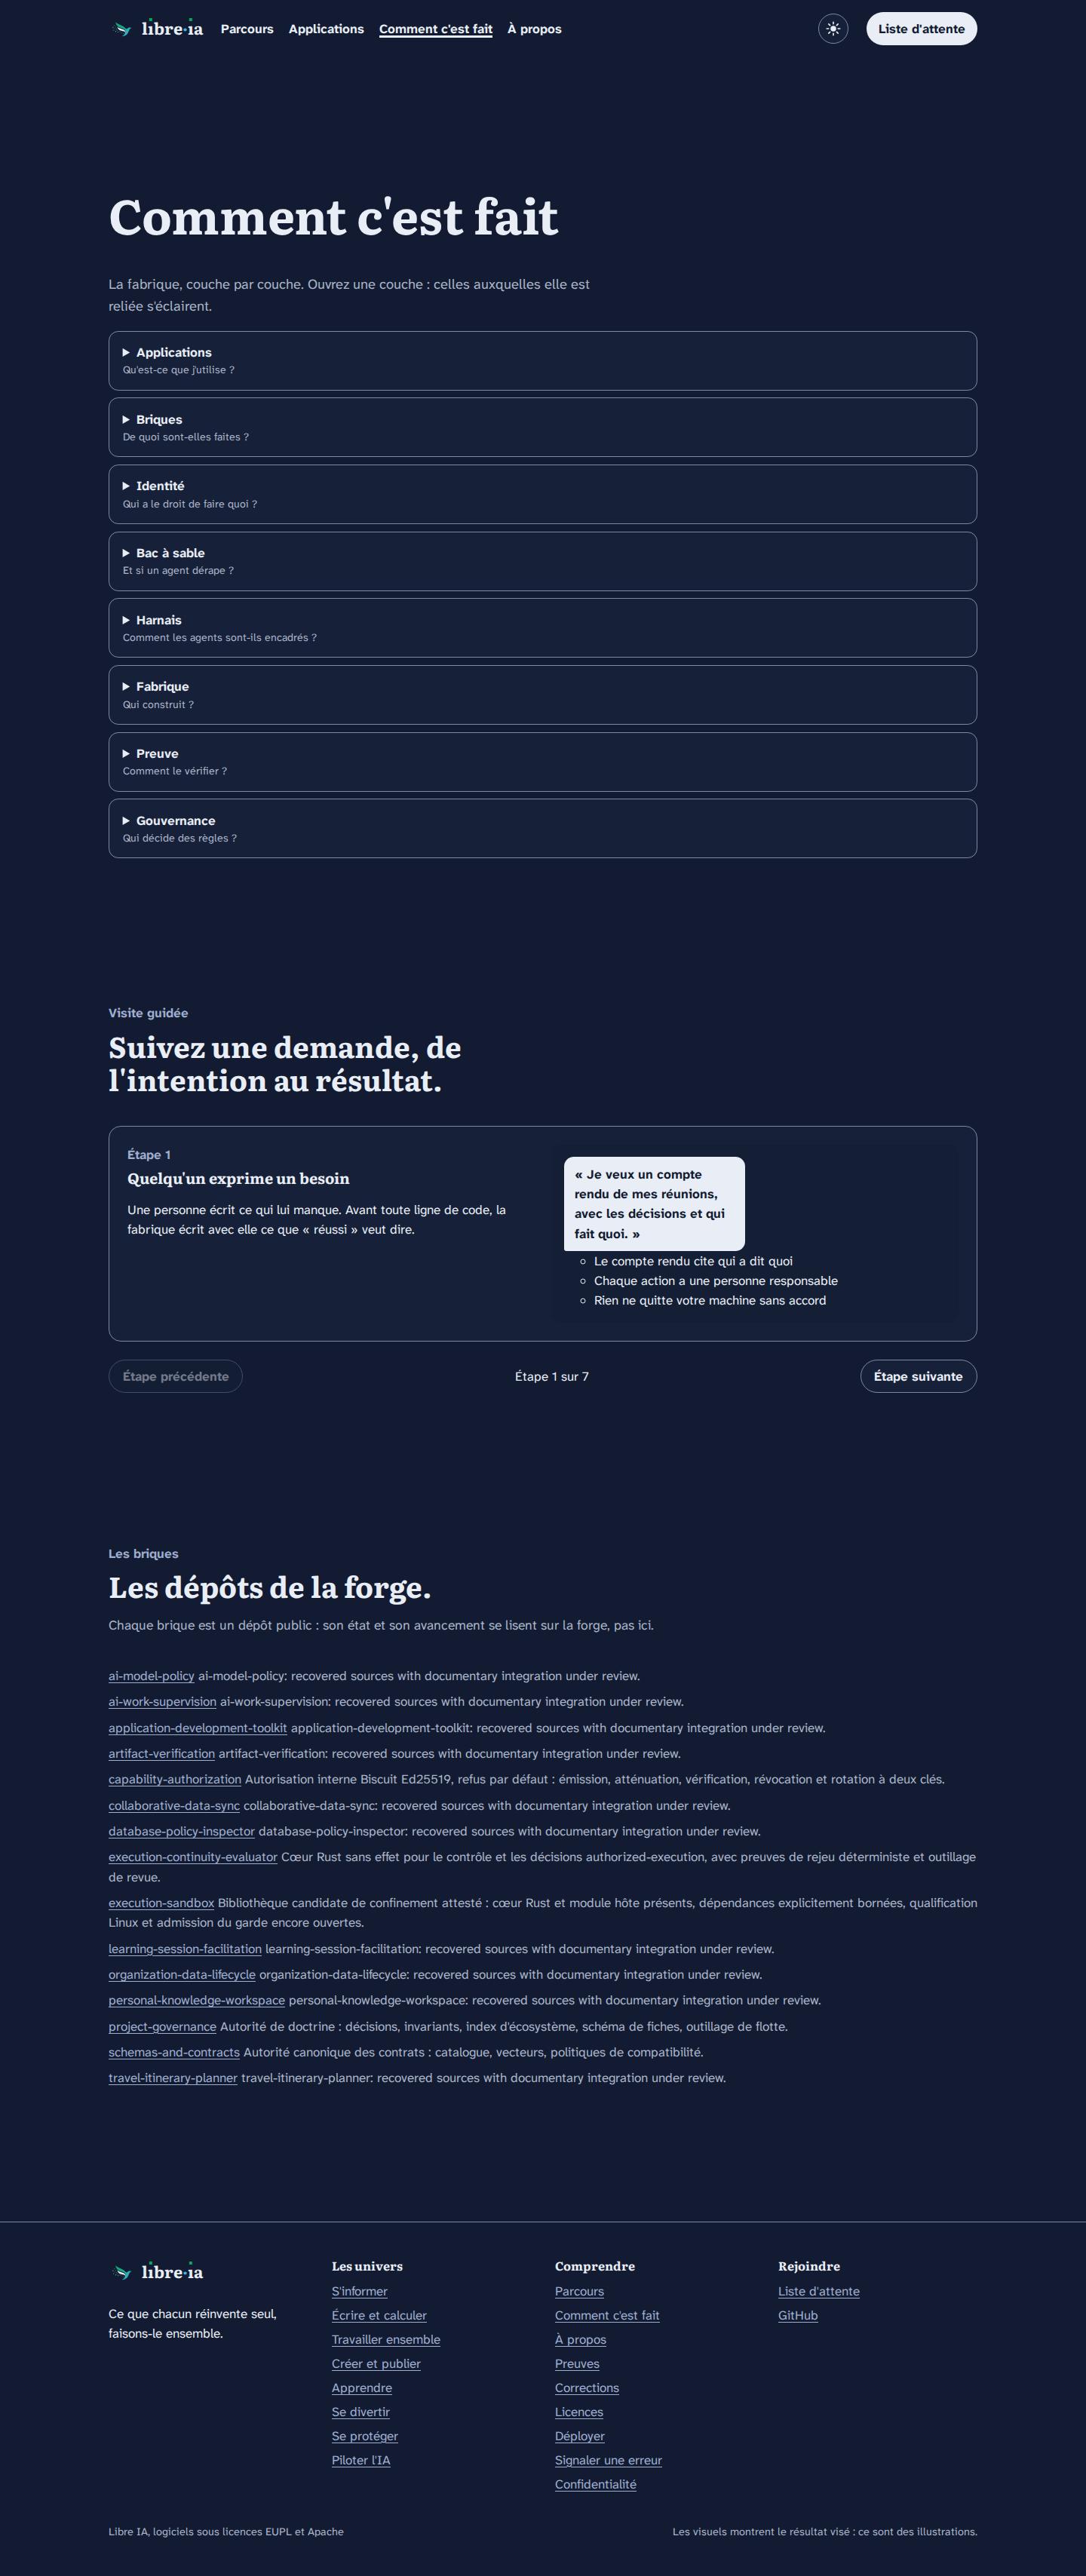 libre·ia
Parcours
Applications
Comment c'est fait
À propos
Liste d'attente
Comment c'est fait
La fabrique, couche par couche. Ouvrez une couche : celles auxquelles elle est
reliée s'éclairent.
Applications
Qu'est-ce que j'utilise ?
Briques
De quoi sont-elles faites ?
Identité
Qui a le droit de faire quoi ?
Bac à sable
Et si un agent dérape ?
Harnais
Comment les agents sont-ils encadrés ?
Fabrique
Qui construit ?
Preuve
Comment le vérifier ?
Gouvernance
Qui décide des règles ?
Visite guidée
Suivez une demande, de
l'intention au résultat.
Étape 1
Quelqu'un exprime un besoin
Une personne écrit ce qui lui manque. Avant toute ligne de code, la
fabrique écrit avec elle ce que « réussi » veut dire.
« Je veux un compte
rendu de mes réunions,
avec les décisions et qui
fait quoi. »
Le compte rendu cite qui a dit quoi
Chaque action a une personne responsable
Rien ne quitte votre machine sans accord
Étape précédente
Étape 1 sur 7
Étape suivante
Les briques
Les dépôts de la forge.
Chaque brique est un dépôt public : son état et son avancement se lisent sur la forge, pas ici.
ai-model-policy ai-model-policy: recovered sources with documentary integration under review.
ai-work-supervision ai-work-supervision: recovered sources with documentary integration under review.
application-development-toolkit application-development-toolkit: recovered sources with documentary integration under review.
artifact-verification artifact-verification: recovered sources with documentary integration under review.
capability-authorization Autorisation interne Biscuit Ed25519, refus par défaut : émission, atténuation, vérification, révocation et rotation à deux clés.
collaborative-data-sync collaborative-data-sync: recovered sources with documentary integration under review.
database-policy-inspector database-policy-inspector: recovered sources with documentary integration under review.
execution-continuity-evaluator Cœur Rust sans effet pour le contrôle et les décisions authorized-execution, avec preuves de rejeu déterministe et outillage
de revue.
execution-sandbox Bibliothèque candidate de confinement attesté : cœur Rust et module hôte présents, dépendances explicitement bornées, qualification
Linux et admission du garde encore ouvertes.
learning-session-facilitation learning-session-facilitation: recovered sources with documentary integration under review.
organization-data-lifecycle organization-data-lifecycle: recovered sources with documentary integration under review.
personal-knowledge-workspace personal-knowledge-workspace: recovered sources with documentary integration under review.
project-governance Autorité de doctrine : décisions, invariants, index d'écosystème, schéma de fiches, outillage de flotte.
schemas-and-contracts Autorité canonique des contrats : catalogue, vecteurs, politiques de compatibilité.
travel-itinerary-planner travel-itinerary-planner: recovered sources with documentary integration under review.
libre·ia
Ce que chacun réinvente seul,
faisons-le ensemble.
Les univers
S'informer
Écrire et calculer
Travailler ensemble
Créer et publier
Apprendre
Se divertir
Se protéger
Piloter l'IA
Comprendre
Parcours
Comment c'est fait
À propos
Preuves
Corrections
Licences
Déployer
Signaler une erreur
Confidentialité
Rejoindre
Liste d'attente
GitHub
Libre IA, logiciels sous licences EUPL et Apache
Les visuels montrent le résultat visé : ce sont des illustrations.